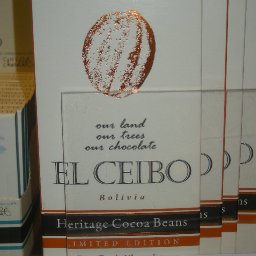 our land
our trees
our chocolate
EL CEIBO
Bolivia
Heritage Cocoa Beans
LIMITED EDITION